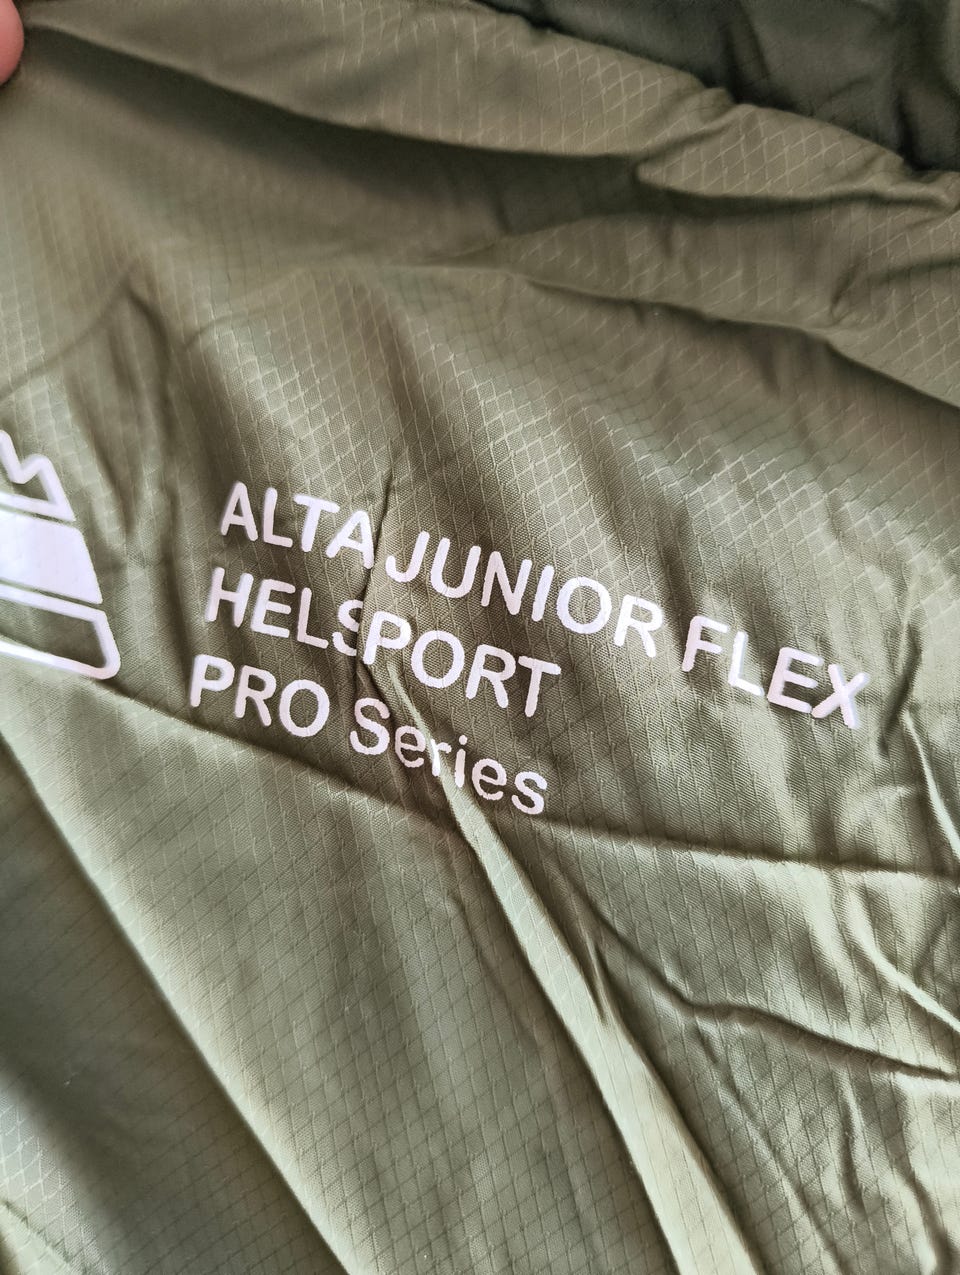 ALTA JUNIOR FLEX
HELSPORT
PRO Series